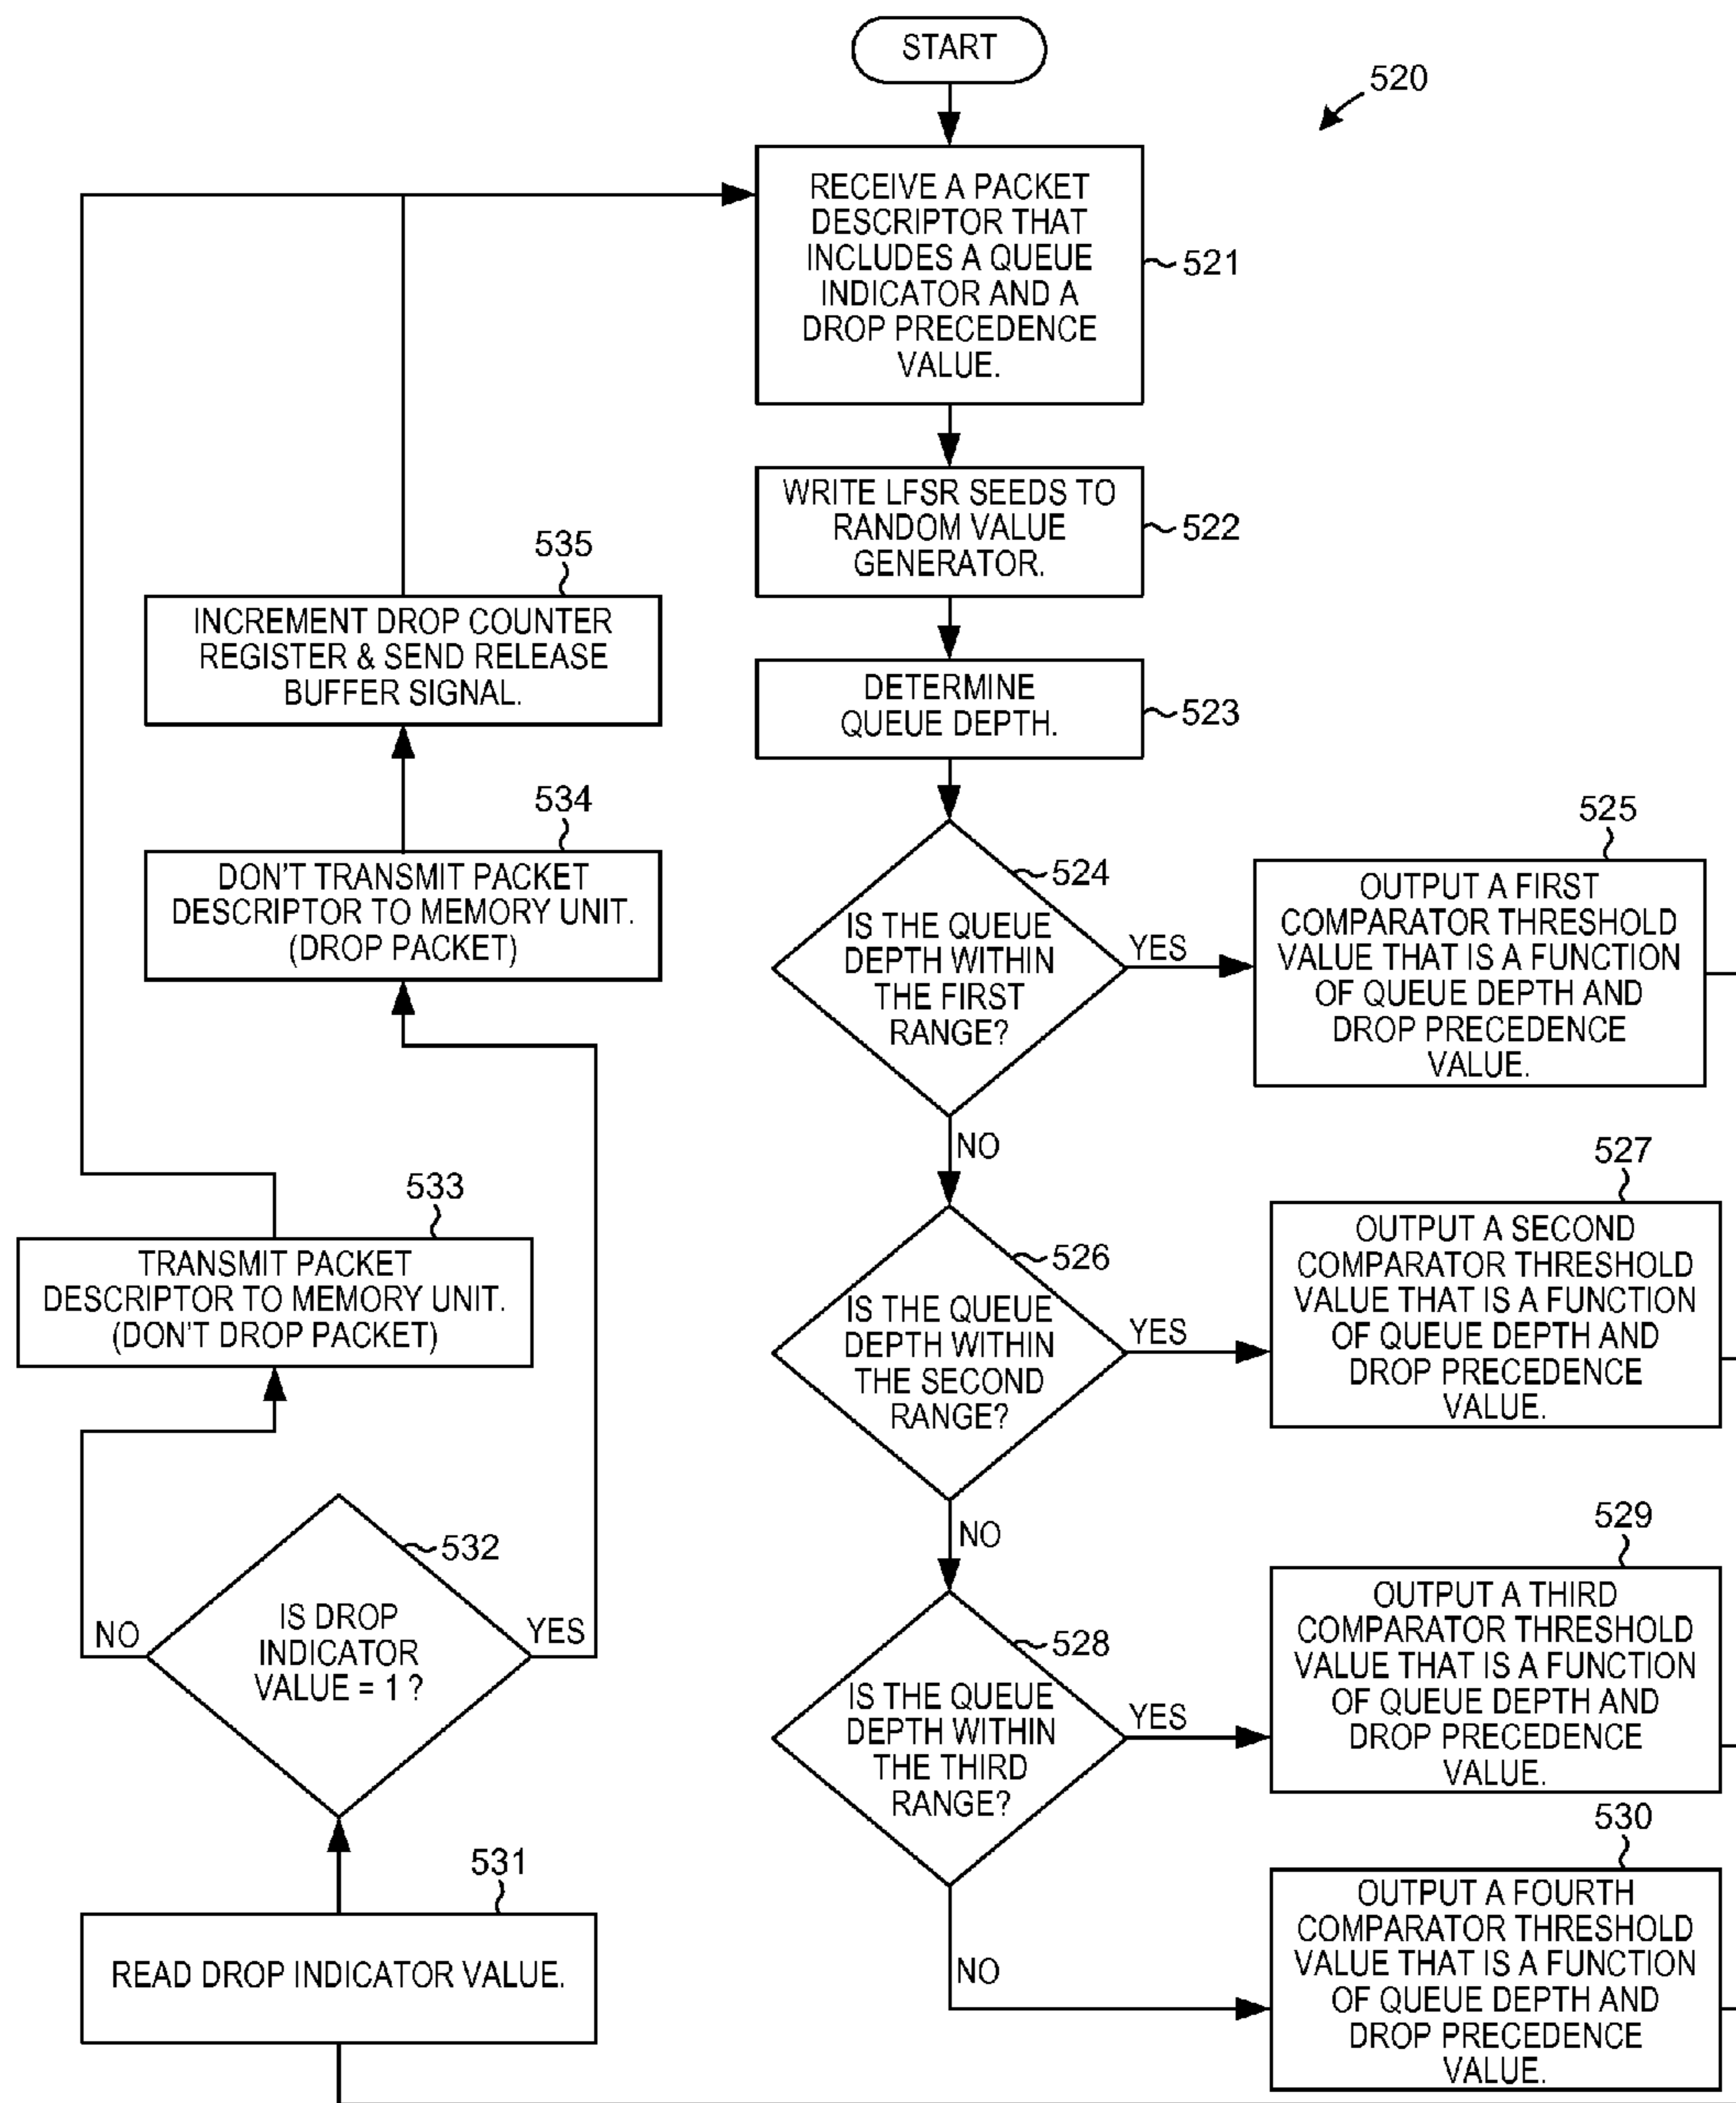 START
520
RECEIVE A PACKET
DESCRIPTOR THAT
INCLUDES A QUEUE
INDICATOR AND A
DROP PRECEDENCE
VALUE.
521
WRITE LFSR SEEDS TO
RANDOM VALUE
GENERATOR.
522
DETERMINE
QUEUE DEPTH.
523
IS THE QUEUE
DEPTH WITHIN
THE FIRST
RANGE?
524
YES
NO
525
OUTPUT A FIRST
COMPARATOR THRESHOLD
VALUE THAT IS A FUNCTION
OF QUEUE DEPTH AND
DROP PRECEDENCE
VALUE.
IS THE QUEUE
DEPTH WITHIN
THE SECOND
RANGE?
526
YES
NO
527
OUTPUT A SECOND
COMPARATOR THRESHOLD
VALUE THAT IS A FUNCTION
OF QUEUE DEPTH AND
DROP PRECEDENCE
VALUE.
IS THE QUEUE
DEPTH WITHIN
THE THIRD
RANGE?
528
YES
NO
529
OUTPUT A THIRD
COMPARATOR THRESHOLD
VALUE THAT IS A FUNCTION
OF QUEUE DEPTH AND
DROP PRECEDENCE
VALUE.
530
OUTPUT A FOURTH
COMPARATOR THRESHOLD
VALUE THAT IS A FUNCTION
OF QUEUE DEPTH AND
DROP PRECEDENCE
VALUE.
531
READ DROP INDICATOR VALUE.
532
IS DROP
INDICATOR
VALUE = 1 ?
NO
YES
533
TRANSMIT PACKET
DESCRIPTOR TO MEMORY UNIT.
(DON'T DROP PACKET)
534
DON'T TRANSMIT PACKET
DESCRIPTOR TO MEMORY UNIT.
(DROP PACKET)
535
INCREMENT DROP COUNTER
REGISTER & SEND RELEASE
BUFFER SIGNAL.